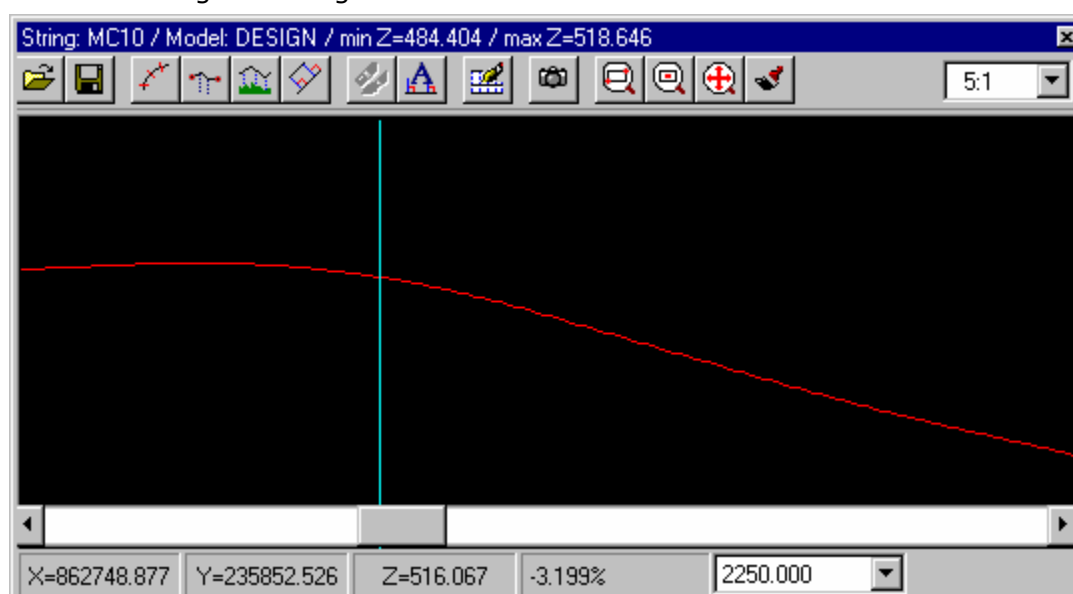 String: MC10 / Model: DESIGN / min Z=484.404 / max Z=518.646
5:1
X=862748.877 Y=235852.526 Z=516.067 -3.199% 2250.000